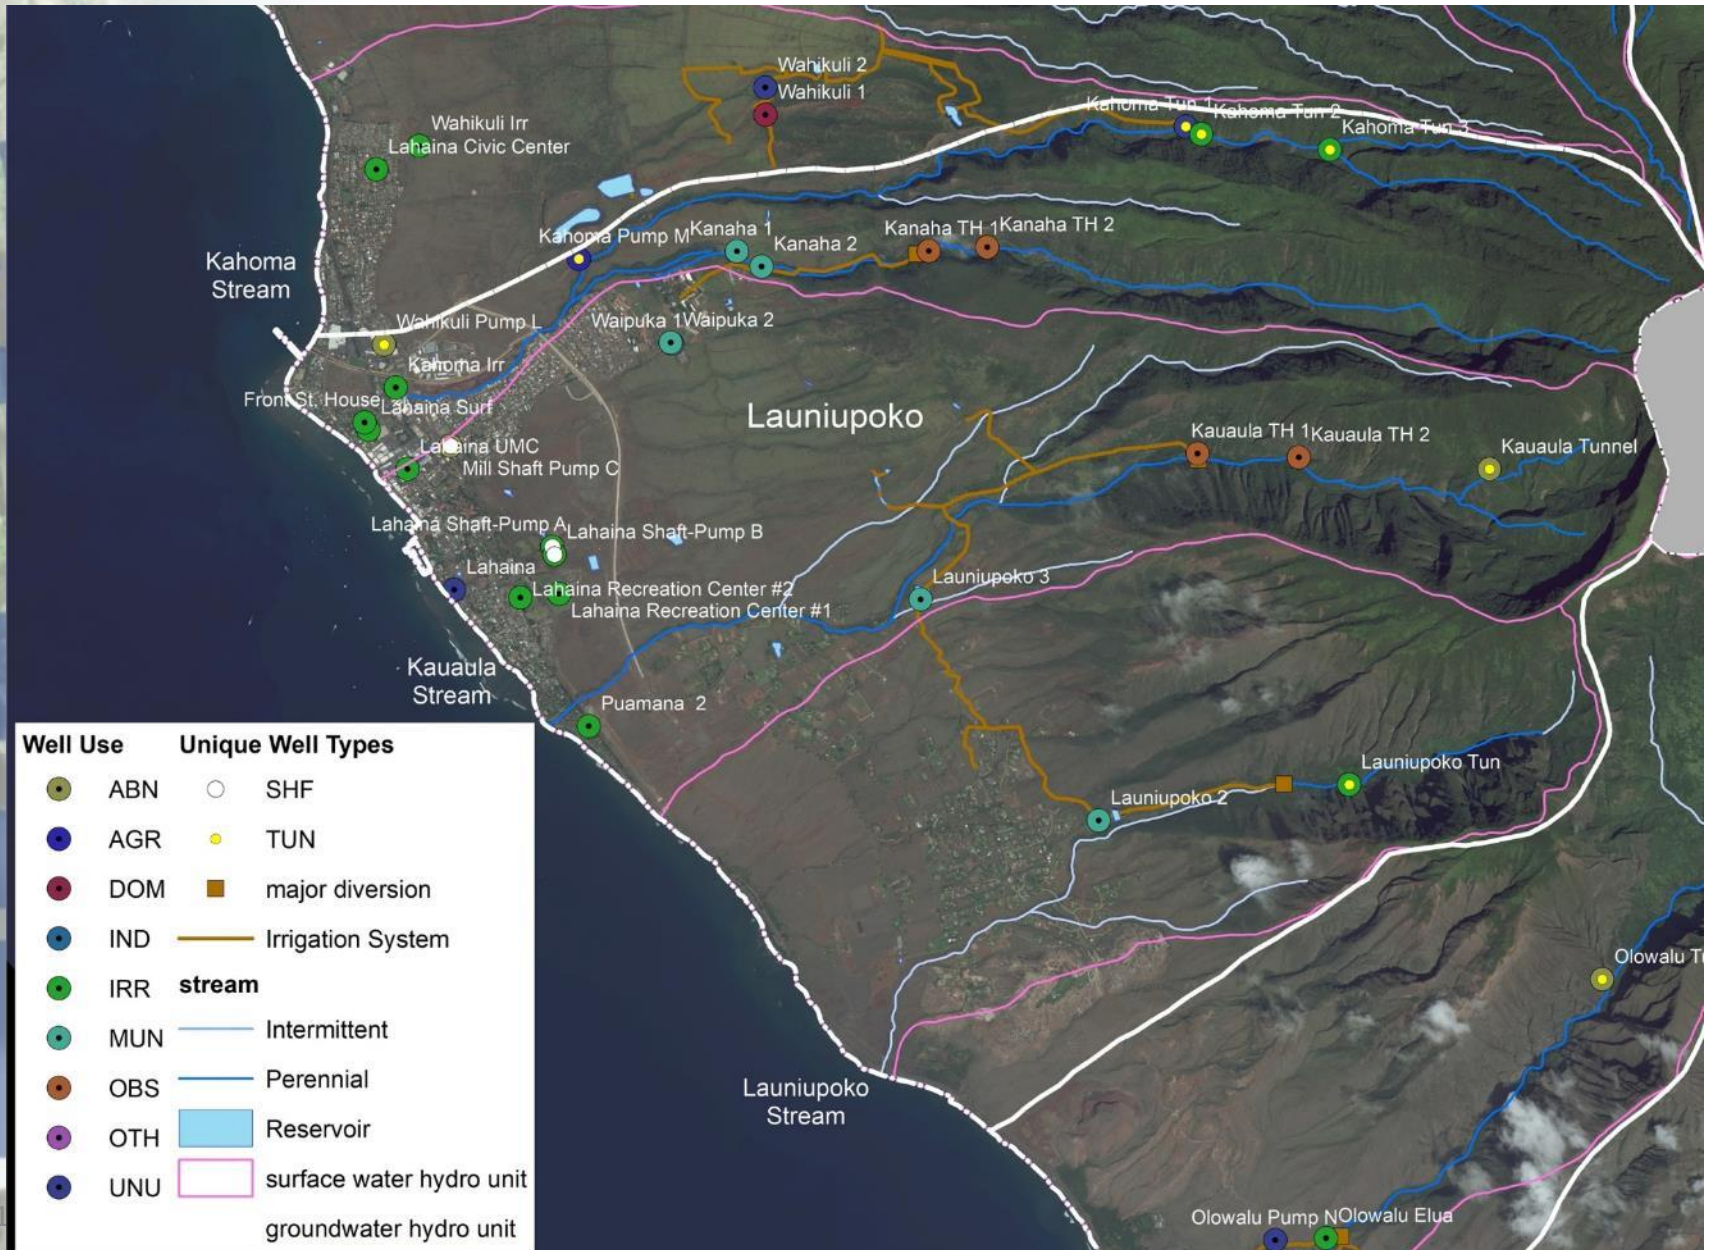 Wahikuli 2
Wahikuli 1
Kahoma Tun 1
Kahoma Tun 2
Kahoma Tun 3
Wahikuli Irr
Lahaina Civic Center
Kahoma
Stream
Kahoma Pump M
Kanaha 1
Kanaha 2
Kanaha TH 1
Kanaha TH 2
Wahikuli Pump L
Waipuka 1
Waipuka 2
Kahoma Irr
Front St. House
Lahaina Surf
Launiupoko
Lahaina UMC
Mill Shaft Pump C
Kauaula TH 1
Kauaula TH 2
Kauaula Tunnel
Lahaina Shaft-Pump A
Lahaina Shaft-Pump B
Lahaina
Lahaina Recreation Center #2
Lahaina Recreation Center #1
Launiupoko 3
Kauaula
Stream
Puamana 2
Launiupoko Tun
Launiupoko 2
Olowalu T
Launiupoko
Stream
Olowalu Pump N
Olowalu Elua
Well Use
ABN
AGR
DOM
IND
IRR
MUN
OBS
OTH
UNU
Unique Well Types
SHF
TUN
major diversion
Irrigation System
stream
Intermittent
Perennial
Reservoir
surface water hydro unit
groundwater hydro unit